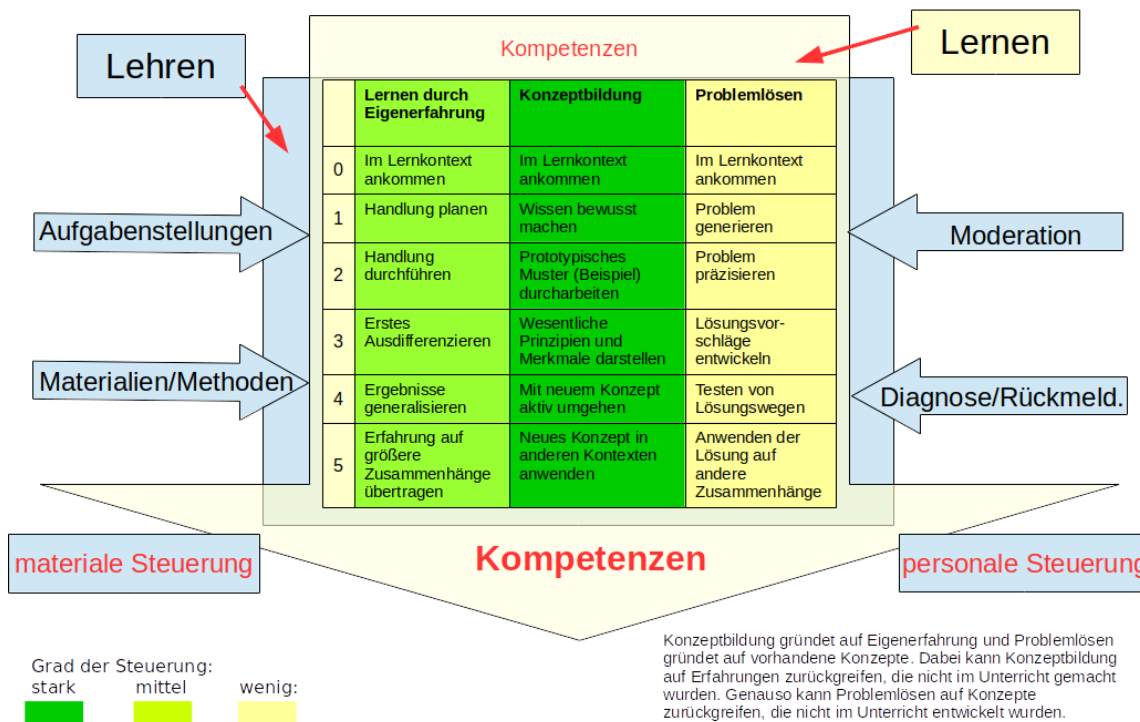 Kompetenzen
Lernen
Lehren
Lernen durch
Eigenerfahrung
Konzeptbildung
Problemlösen
0
Im Lernkontext
ankommen
Im Lernkontext
ankommen
Im Lernkontext
ankommen
1
Handlung planen
Wissen bewusst
machen
Problem
generieren
2
Handlung
durchführen
Prototypisches
Muster (Beispiel)
durcharbeiten
Problem
präzisieren
3
Erstes
Ausdifferenzieren
Wesentliche
Prinzipien und
Merkmale darstellen
Lösungsvor-
schläge
entwickeln
4
Ergebnisse
generalisieren
Mit neuem Konzept
aktiv umgehen
Testen von
Lösungswegen
5
Erfahrung auf
größere
Zusammenhänge
übertragen
Neues Konzept in
anderen Kontexten
anwenden
Anwenden der
Lösung auf
andere
Zusammenhänge
Aufgabenstellungen
Moderation
Materialien/Methoden
Diagnose/Rückmeld.
materiale Steuerung
Kompetenzen
personale Steuerung
Grad der Steuerung:
stark mittel wenig:
Konzeptbildung gründet auf Eigenerfahrung und Problemlösen
gründet auf vorhandene Konzepte. Dabei kann Konzeptbildung
auf Erfahrungen zurückgreifen, die nicht im Unterricht gemacht
wurden. Genauso kann Problemlösen auf Konzepte
zurückgreifen, die nicht im Unterricht entwickelt wurden.